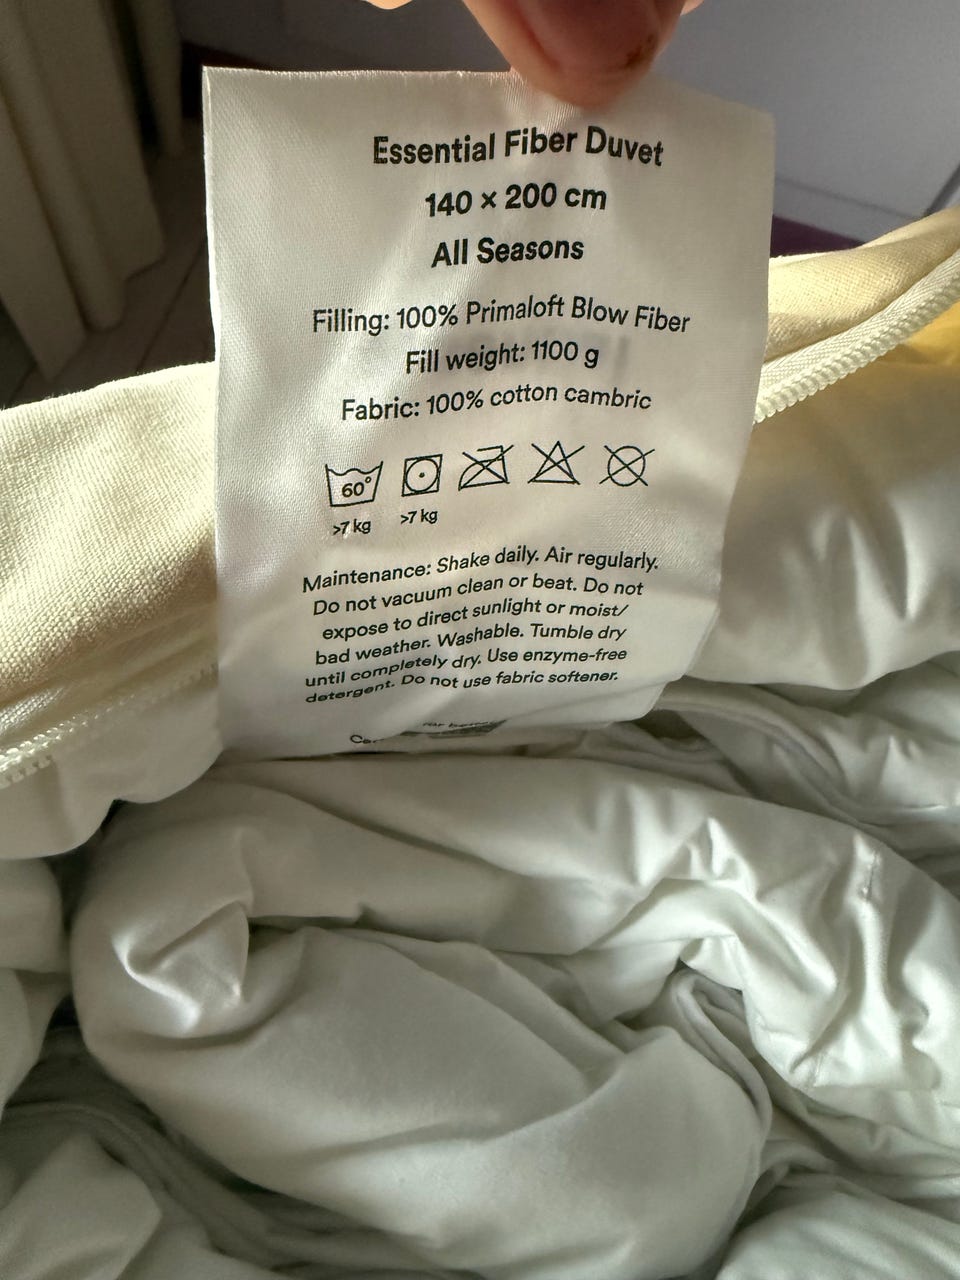 Essential Fiber Duvet
140 × 200 cm
All Seasons
Filling: 100% Primaloft Blow Fiber
Fill weight: 1100 g
Fabric: 100% cotton cambric
60°
>7 kg >7 kg
Maintenance: Shake daily. Air regularly.
Do not vacuum clean or beat. Do not
expose to direct sunlight or moist/
bad weather. Washable. Tumble dry
until completely dry. Use enzyme-free
detergent. Do not use fabric softener.